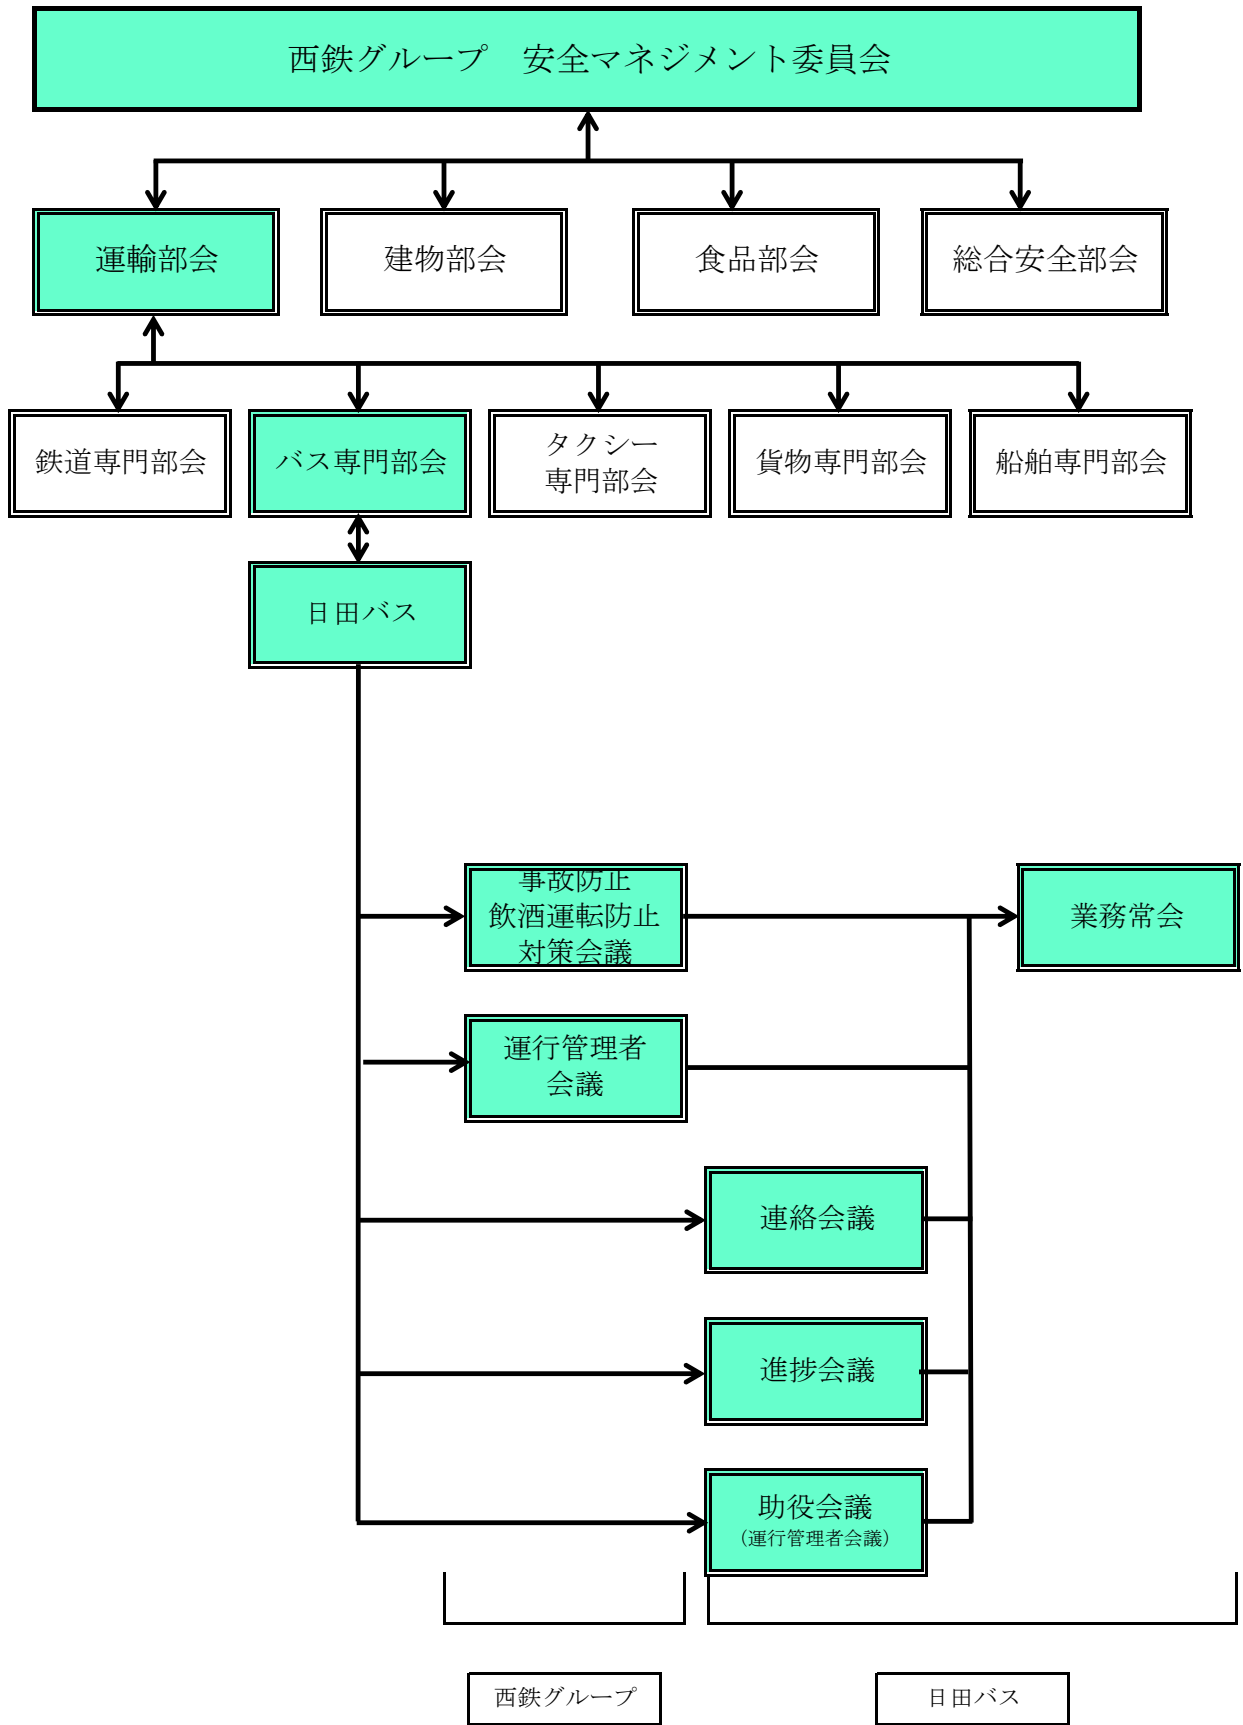 西鉄グループ　安全マネジメント委員会
運輸部会
建物部会
食品部会
総合安全部会
鉄道専門部会
バス専門部会
タクシー
専門部会
貨物専門部会
船舶専門部会
日田バス
事故防止
飲酒運転防止
対策会議
業務常会
運行管理者
会議
連絡会議
進捗会議
助役会議
（運行管理者会議）
西鉄グループ
日田バス